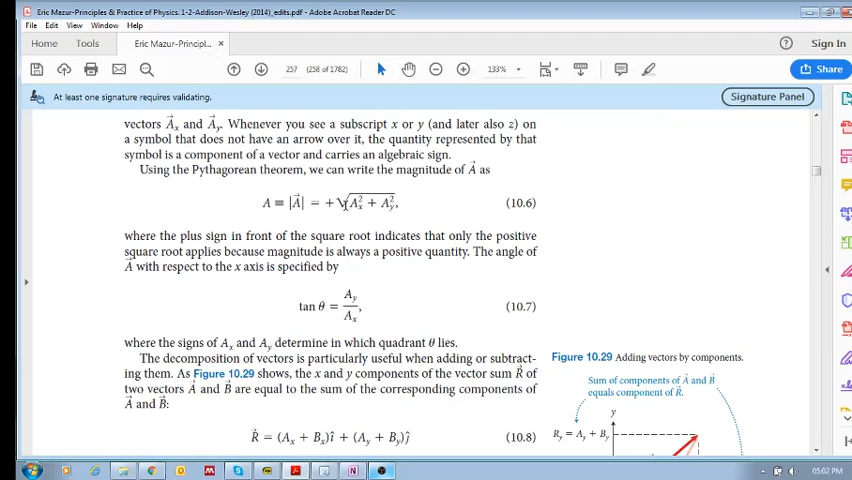 Eric Mazur-Principles & Practice of Physics. 1-2-Addison-Wesley (2014)_edits.pdf - Adobe Acrobat Reader DC
File Edit View Window Help
Home Tools Eric Mazur-Principl... × Sign In
257 (258 of 1782) 133% Share
At least one signature requires validating. Signature Panel
vectors A⃗x and A⃗y. Whenever you see a subscript x or y (and later also z) on
a symbol that does not have an arrow over it, the quantity represented by that
symbol is a component of a vector and carries an algebraic sign.
Using the Pythagorean theorem, we can write the magnitude of A⃗ as
A ≡ |A⃗| = +√(Ax² + Ay²), (10.6)
where the plus sign in front of the square root indicates that only the positive
square root applies because magnitude is always a positive quantity. The angle of
A⃗ with respect to the x axis is specified by
tan θ = Ay/Ax, (10.7)
where the signs of Ax and Ay determine in which quadrant θ lies.
The decomposition of vectors is particularly useful when adding or subtract-
ing them. As Figure 10.29 shows, the x and y components of the vector sum R⃗ of
two vectors A⃗ and B⃗ are equal to the sum of the corresponding components of
A⃗ and B⃗:
R⃗ = (Ax + Bx)î + (Ay + By)ĵ (10.8)
Figure 10.29 Adding vectors by components.
Sum of components of A⃗ and B⃗
equals component of R⃗.
y
Ry = Ay + By
05:02 PM